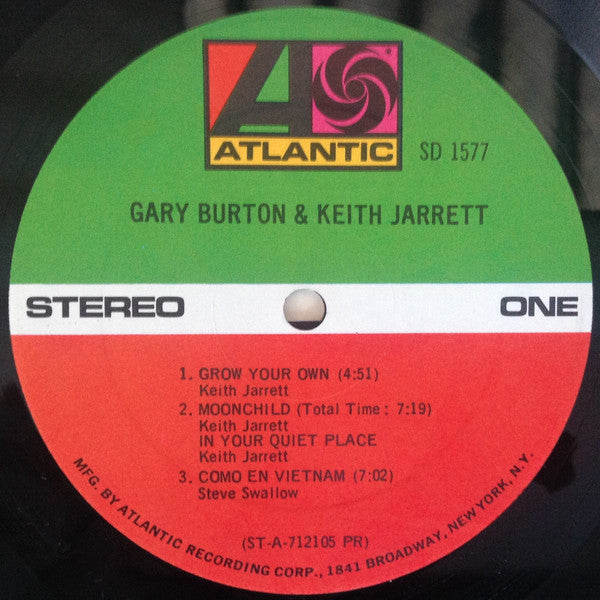 ATLANTIC
SD 1577
GARY BURTON & KEITH JARRETT
STEREO
ONE
1. GROW YOUR OWN (4:51)
Keith Jarrett
2. MOONCHILD (Total Time : 7:19)
Keith Jarrett
IN YOUR QUIET PLACE
Keith Jarrett
3. COMO EN VIETNAM (7:02)
Steve Swallow
(ST-A-712105 PR)
MFG. BY ATLANTIC RECORDING CORP., 1841 BROADWAY, NEW YORK, N.Y.